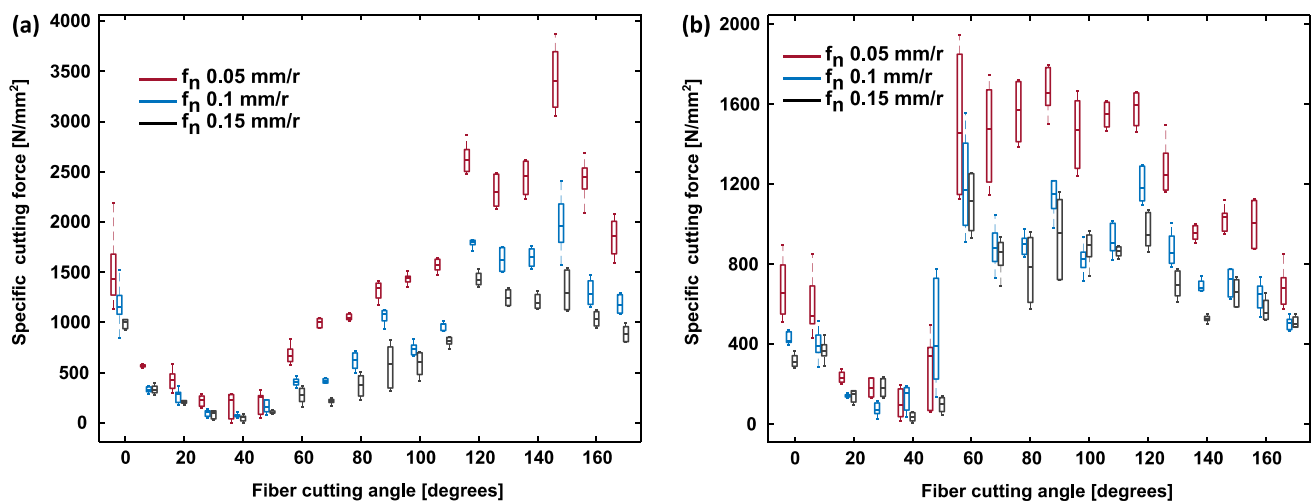 (a)
Specific cutting force [N/mm²]
4000
3500
3000
2500
2000
1500
1000
500
0
fn 0.05 mm/r
fn 0.1 mm/r
fn 0.15 mm/r
0 20 40 60 80 100 120 140 160
Fiber cutting angle [degrees]
(b)
Specific cutting force [N/mm²]
2000
1600
1200
800
400
0
fn 0.05 mm/r
fn 0.1 mm/r
fn 0.15 mm/r
0 20 40 60 80 100 120 140 160
Fiber cutting angle [degrees]